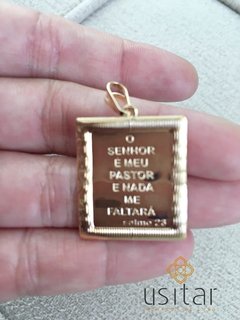 O
SENHOR
É MEU
PASTOR
E NADA
ME
FALTARÁ
salmo 23
usitar